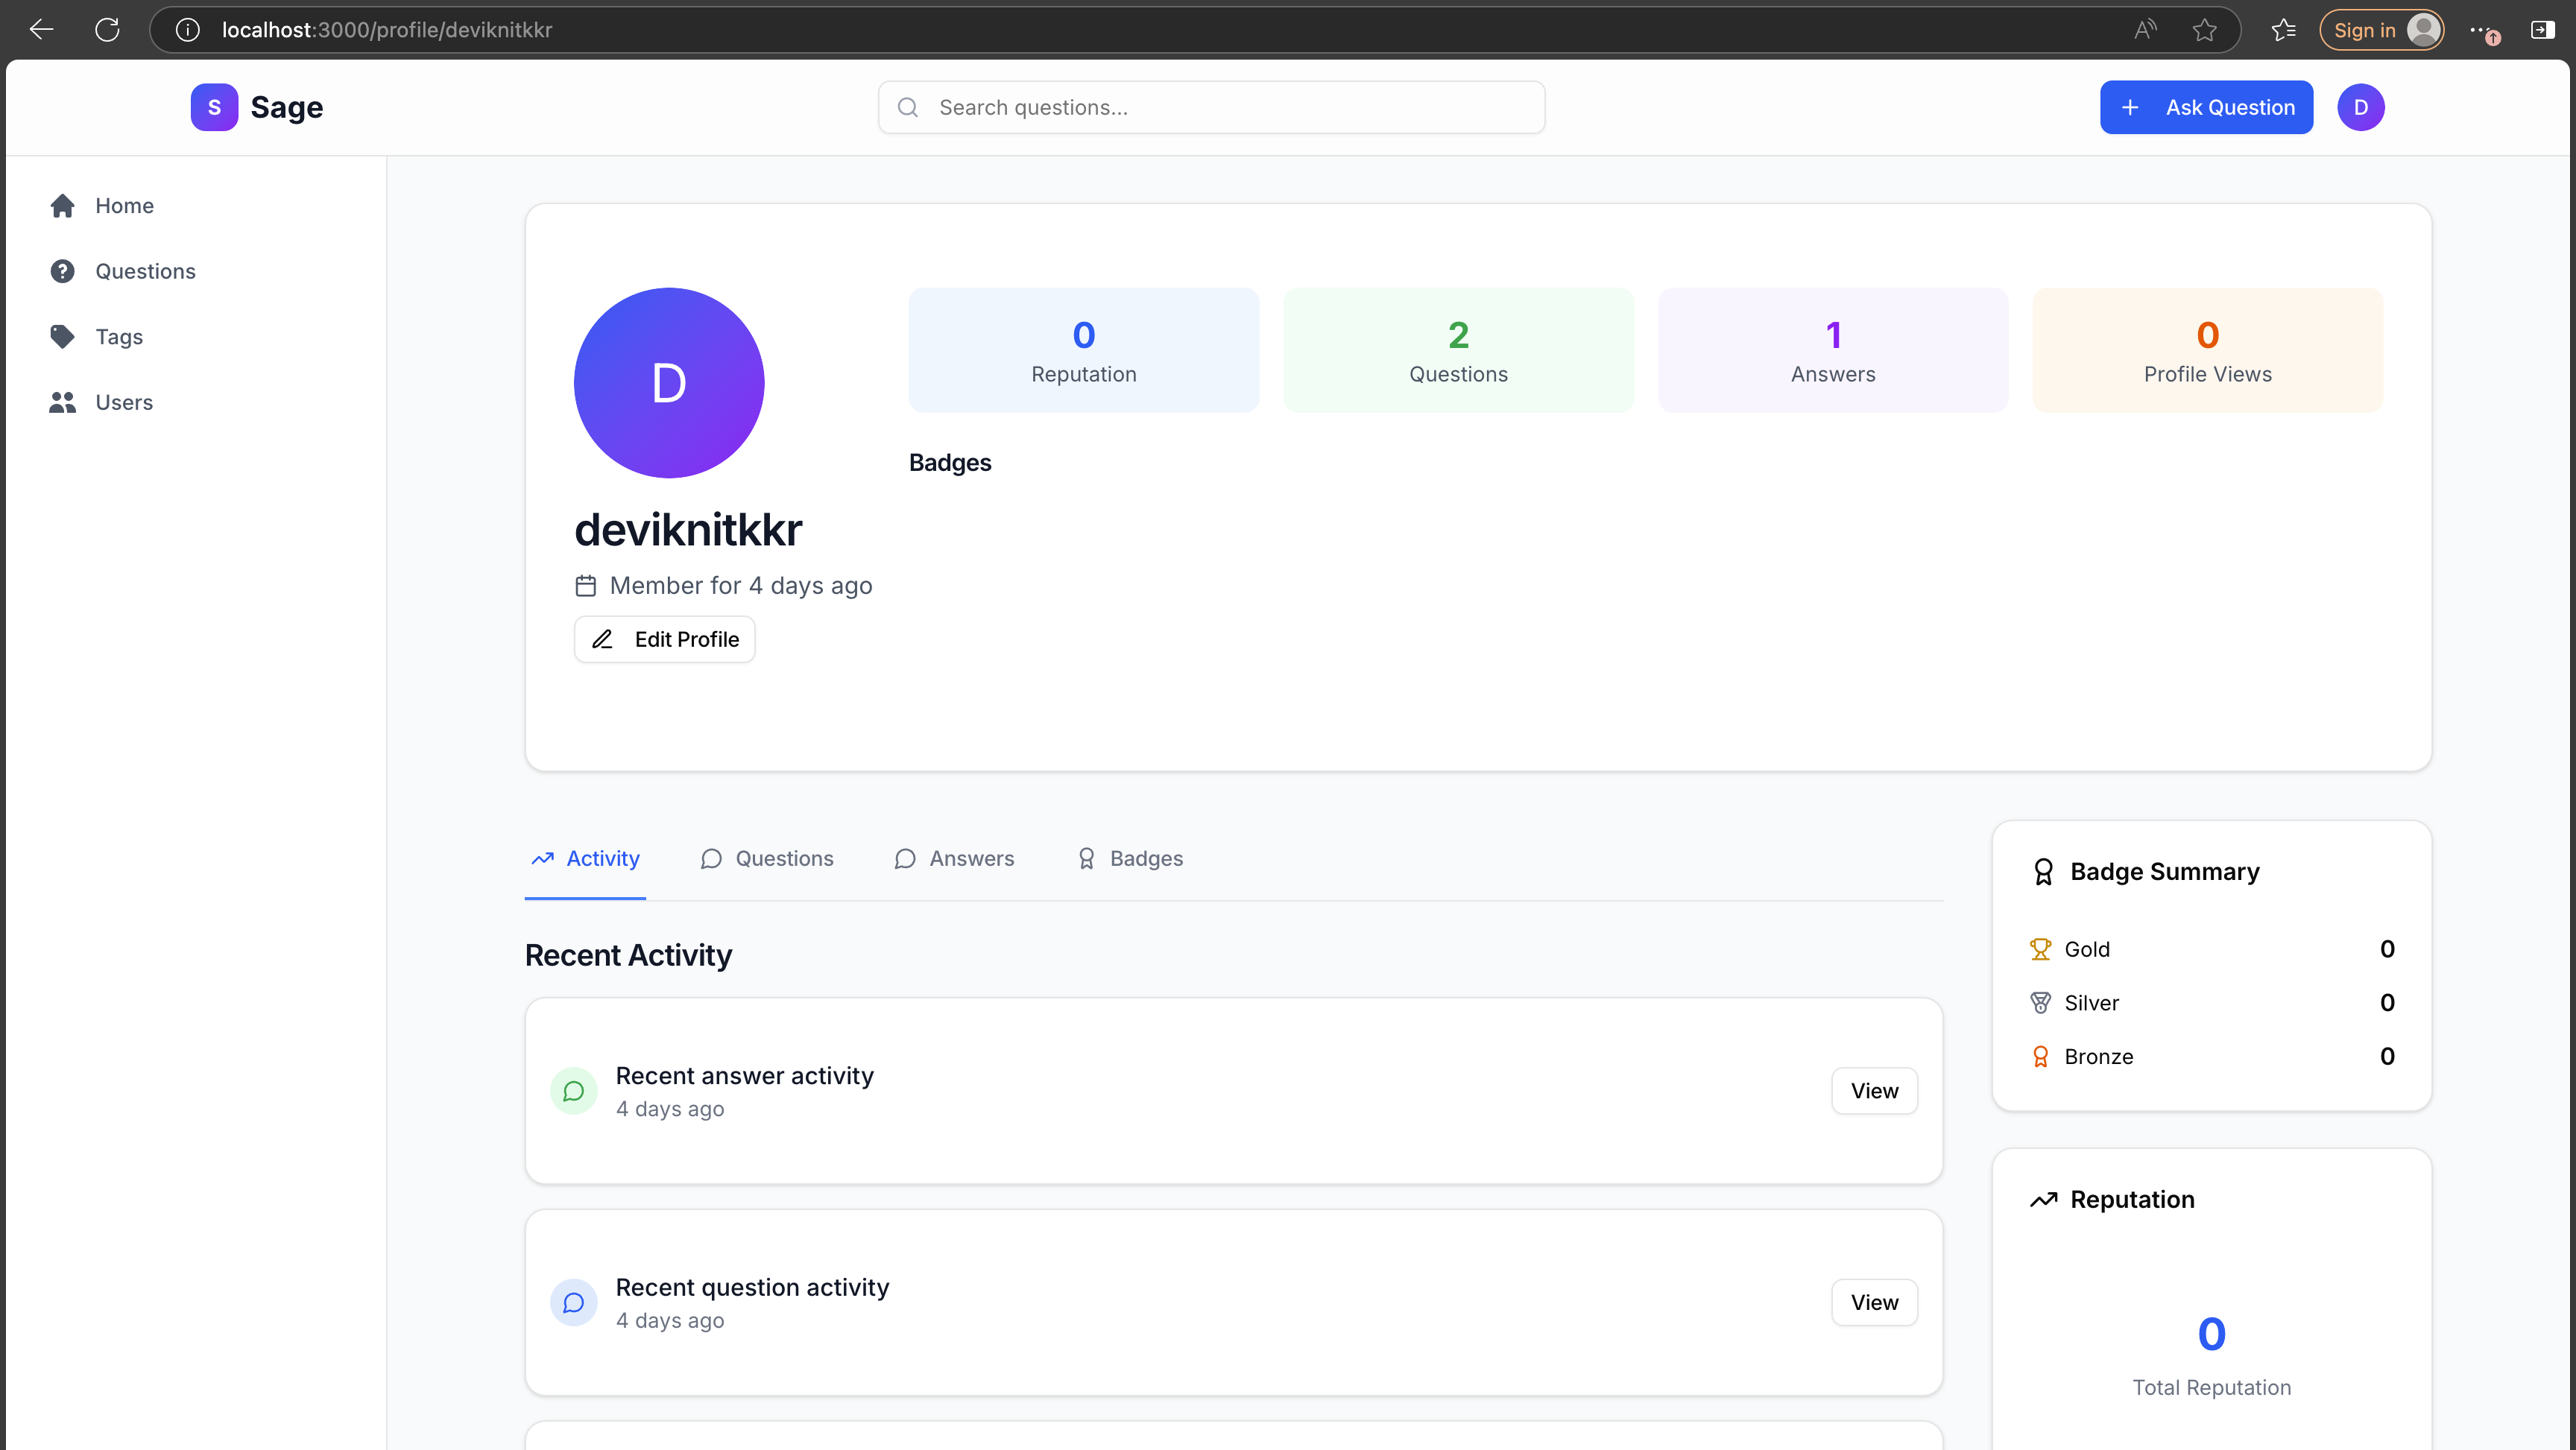 localhost:3000/profile/deviknitkkr
Sign in
S
Sage
Search questions...
Ask Question
D
Home
Questions
Tags
Users
D
0
Reputation
2
Questions
1
Answers
0
Profile Views
Badges
deviknitkkr
Member for 4 days ago
Edit Profile
Activity
Questions
Answers
Badges
Recent Activity
Recent answer activity
4 days ago
View
Recent question activity
4 days ago
View
Badge Summary
Gold 0
Silver 0
Bronze 0
Reputation
0
Total Reputation